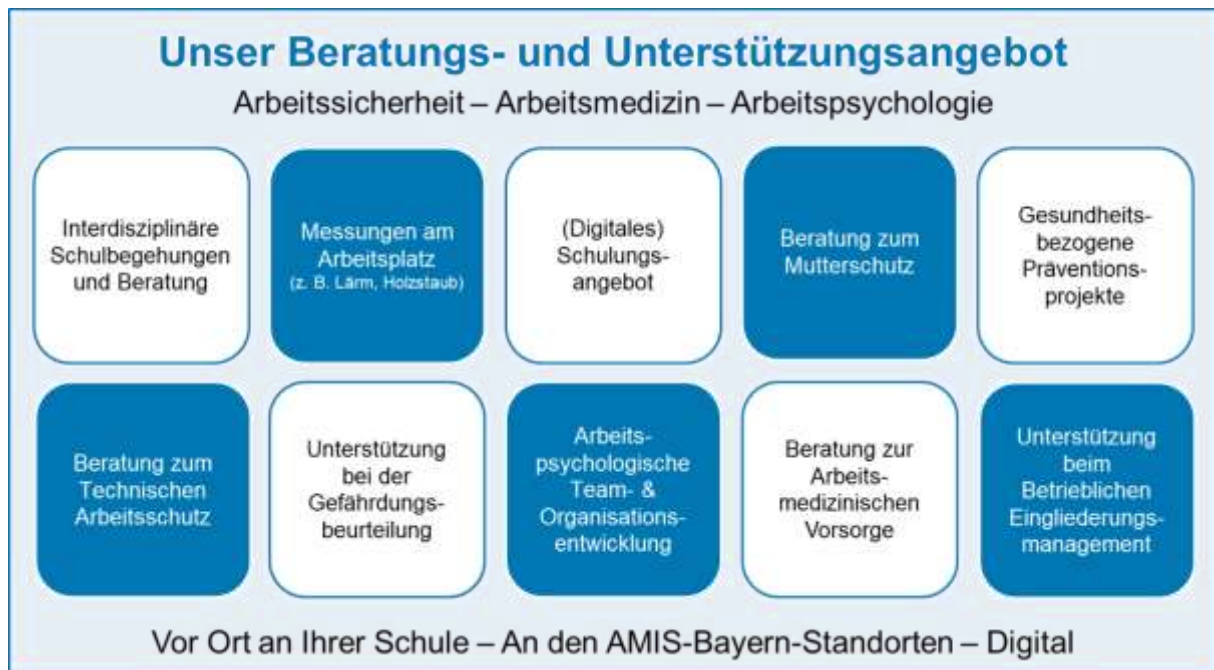 Unser Beratungs- und Unterstützungsangebot
Arbeitssicherheit – Arbeitsmedizin – Arbeitspsychologie
Interdisziplinäre
Schulbegehungen
und Beratung
Messungen am
Arbeitsplatz
(z. B. Lärm, Holzstaub)
(Digitales)
Schulungs-
angebot
Beratung zum
Mutterschutz
Gesundheits-
bezogene
Präventions-
projekte
Beratung zum
Technischen
Arbeitsschutz
Unterstützung
bei der
Gefährdungs-
beurteilung
Arbeits-
psychologische
Team- &
Organisations-
entwicklung
Beratung zur
Arbeits-
medizinischen
Vorsorge
Unterstützung
beim
Betrieblichen
Eingliederungs-
management
Vor Ort an Ihrer Schule – An den AMIS-Bayern-Standorten – Digital